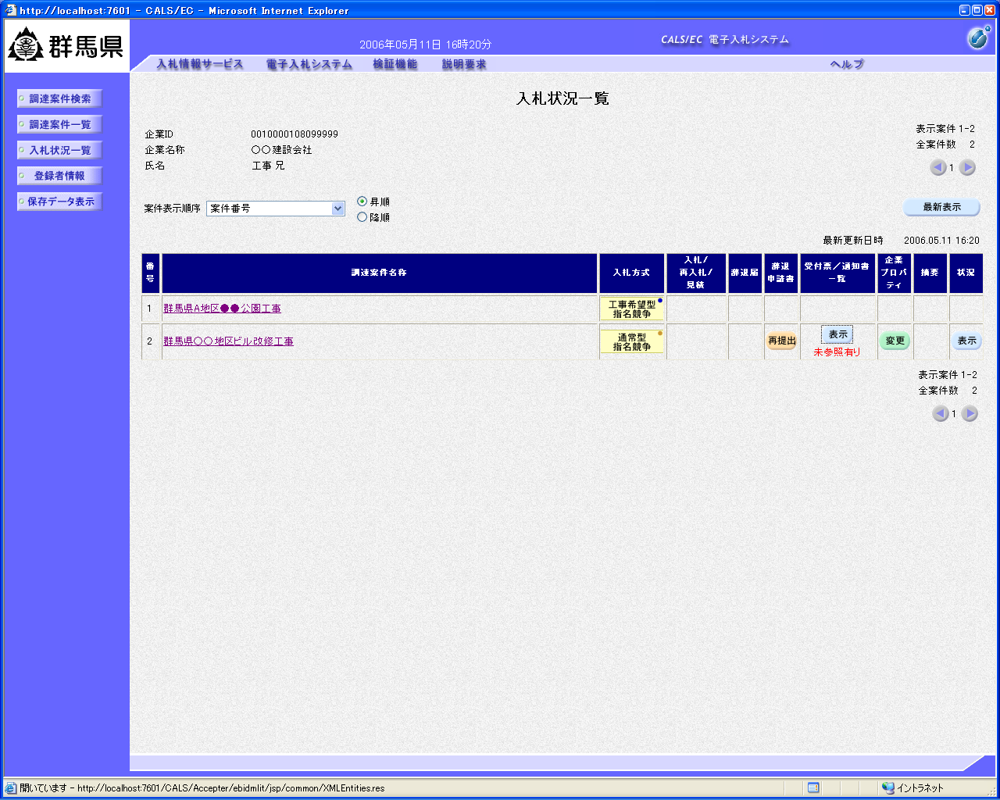 http://localhost:7601 - CALS/EC - Microsoft Internet Explorer
群馬県
2006年05月11日 16時20分
CALS/EC 電子入札システム
入札情報サービス 電子入札システム 検証機能 説明要求 ヘルプ
調達案件検索
調達案件一覧
入札状況一覧
登録者情報
保存データ表示
入札状況一覧
企業ID 0010000108099999
企業名称 〇〇建設会社
氏名 工事 兄
表示案件 1-2
全案件数 2
1
案件表示順序 案件番号
昇順
降順
最新表示
最新更新日時 2006.05.11 16:20
番号 調達案件名称 入札方式 入札/再入札/見積 辞退届 辞退申請書 受付票／通知書一覧 企業プロパティ 摘要 状況
1 群馬県A地区●●公園工事 工事希望型指名競争
2 群馬県〇〇地区ビル改修工事 通常型指名競争 再提出 表示 未参照有り 変更 表示
表示案件 1-2
全案件数 2
1
開いています - http://localhost:7601/CALS/Accepter/ebidmlit/jsp/common/XMLEntities.res
イントラネット